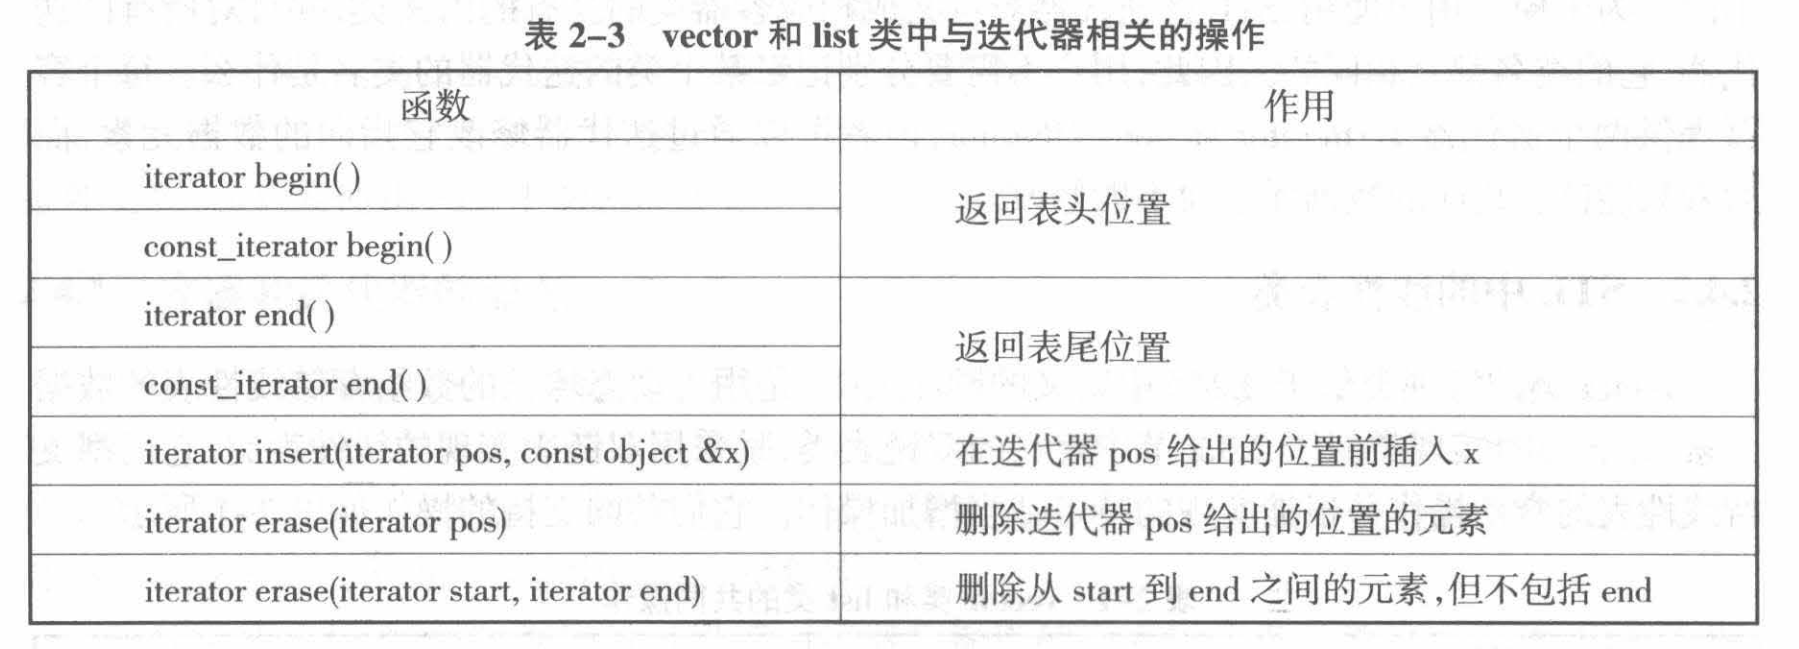 表 2-3 vector 和 list 类中与迭代器相关的操作
函数 作用
iterator begin( )
返回表头位置
const_iterator begin( )
iterator end( )
返回表尾位置
const_iterator end( )
iterator insert(iterator pos, const object &x) 在迭代器 pos 给出的位置前插入 x
iterator erase(iterator pos) 删除迭代器 pos 给出的位置的元素
iterator erase(iterator start, iterator end) 删除从 start 到 end 之间的元素,但不包括 end